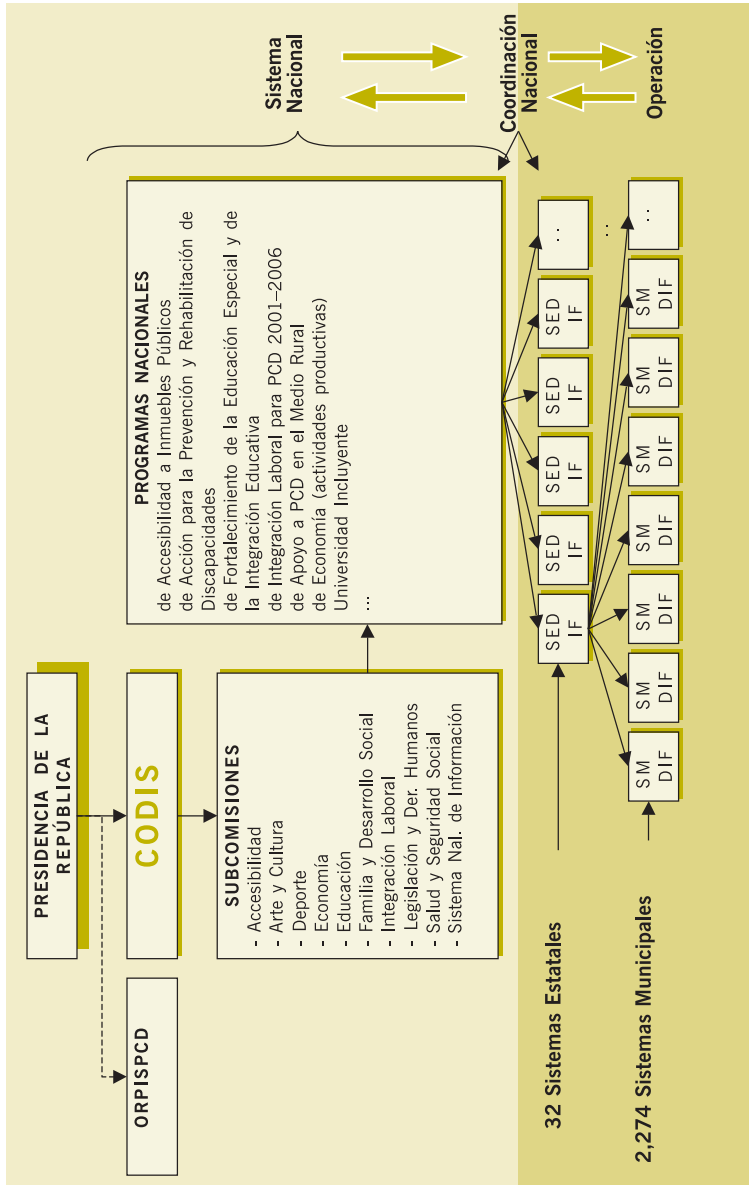 PRESIDENCIA DE LA
REPÚBLICA
ORPISPCD
CODIS
SUBCOMISIONES
- Accesibilidad
- Arte y Cultura
- Deporte
- Economía
- Educación
- Familia y Desarrollo Social
- Integración Laboral
- Legislación y Der. Humanos
- Salud y Seguridad Social
- Sistema Nal. de Información
PROGRAMAS NACIONALES
de Accesibilidad a Inmuebles Públicos
de Acción para la Prevención y Rehabilitación de
Discapacidades
de Fortalecimiento de la Educación Especial y de
la Integración Educativa
de Integración Laboral para PCD 2001–2006
de Apoyo a PCD en el Medio Rural
de Economía (actividades productivas)
Universidad Incluyente
...
Sistema
Nacional
Coordinación
Nacional
Operación
32 Sistemas Estatales
SED
IF
SED
IF
SED
IF
SED
IF
SED
IF
..
..
2,274 Sistemas Municipales
SM
DIF
SM
DIF
SM
DIF
SM
DIF
SM
DIF
SM
DIF
SM
DIF
..